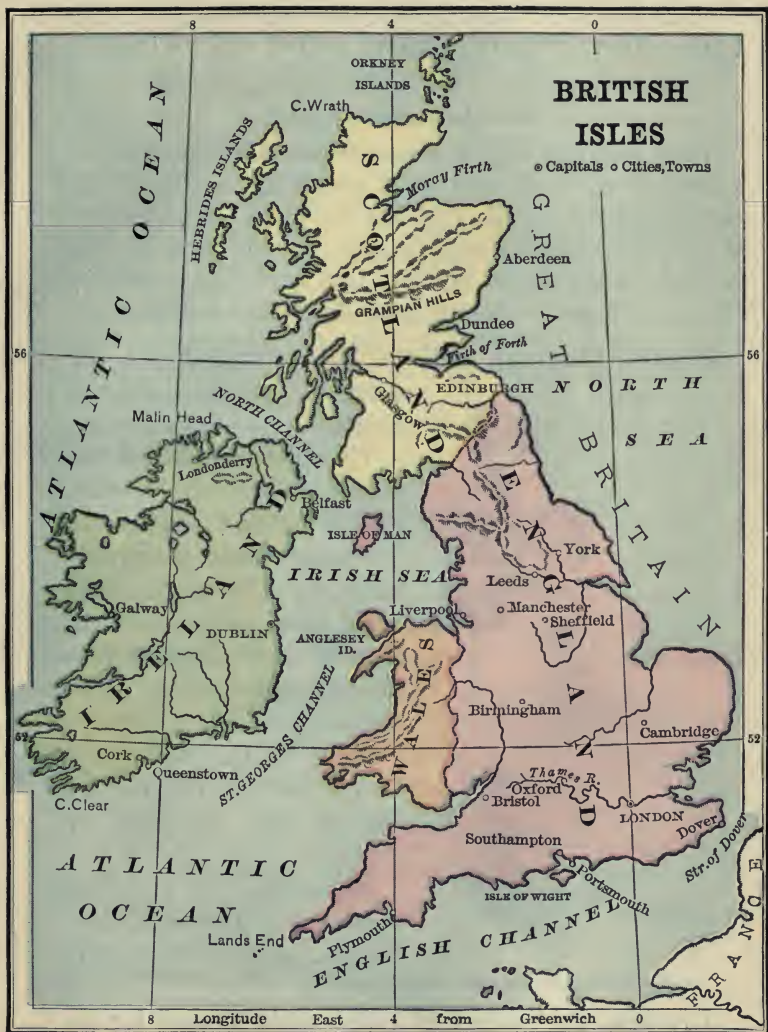 8 4 0
ORKNEY
ISLANDS
BRITISH
ISLES
Capitals Cities, Towns
C. Wrath
HEBRIDES ISLANDS
ATLANTIC OCEAN
SCOTLAND
Moray Firth
GREAT BRITAIN
Aberdeen
GRAMPIAN HILLS
Dundee
Firth of Forth
56 56
EDINBURGH
NORTH
SEA
Glasgow
NORTH CHANNEL
Malin Head
Londonderry
Belfast
ISLE OF MAN
ENGLAND
York
IRISH SEA
Leeds
IRELAND
Galway
DUBLIN
Liverpool
Manchester
Sheffield
ANGLESEY
ID.
WALES
ST. GEORGES CHANNEL
Birmingham
Cambridge
52 52
Cork
Queenstown
C. Clear
Thames R.
Oxford
Bristol
LONDON
Dover
Str. of Dover
Southampton
Portsmouth
ISLE OF WIGHT
ATLANTIC
OCEAN
Lands End
Plymouth
ENGLISH CHANNEL
FRANCE
8 Longitude East 4 from Greenwich 0